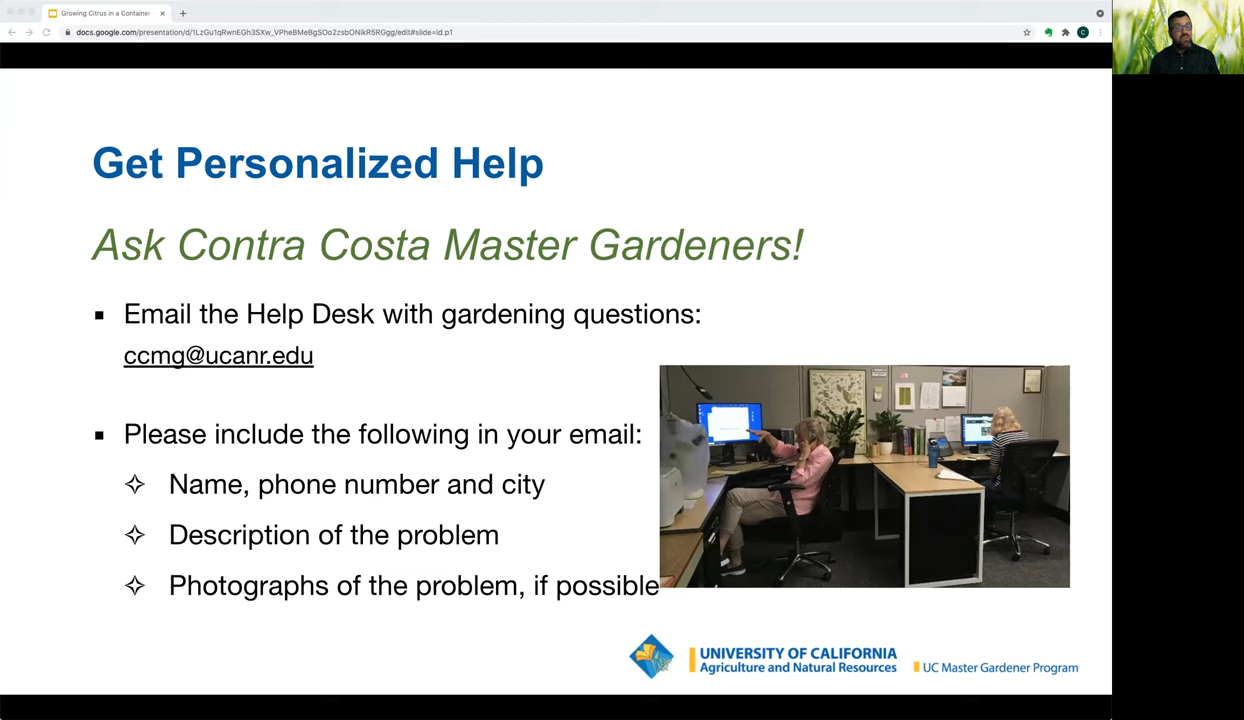 Growing Citrus in a Container
docs.google.com/presentation/d/1LzGu1qRwnEGh3SXw_VPheBMeBgSOo2zsbONikR5RGgg/edit#slide=id.p1
C
Get Personalized Help
Ask Contra Costa Master Gardeners!
Email the Help Desk with gardening questions:
ccmg@ucanr.edu
Please include the following in your email:
Name, phone number and city
Description of the problem
Photographs of the problem, if possible
UNIVERSITY OF CALIFORNIA
Agriculture and Natural Resources
UC Master Gardener Program